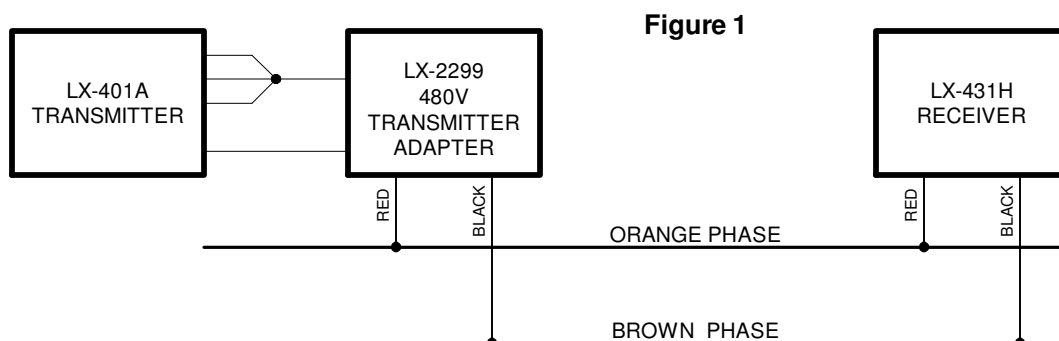 Figure 1
LX-401A
TRANSMITTER
LX-2299
480V
TRANSMITTER
ADAPTER
LX-431H
RECEIVER
RED
BLACK
RED
BLACK
ORANGE PHASE
BROWN PHASE